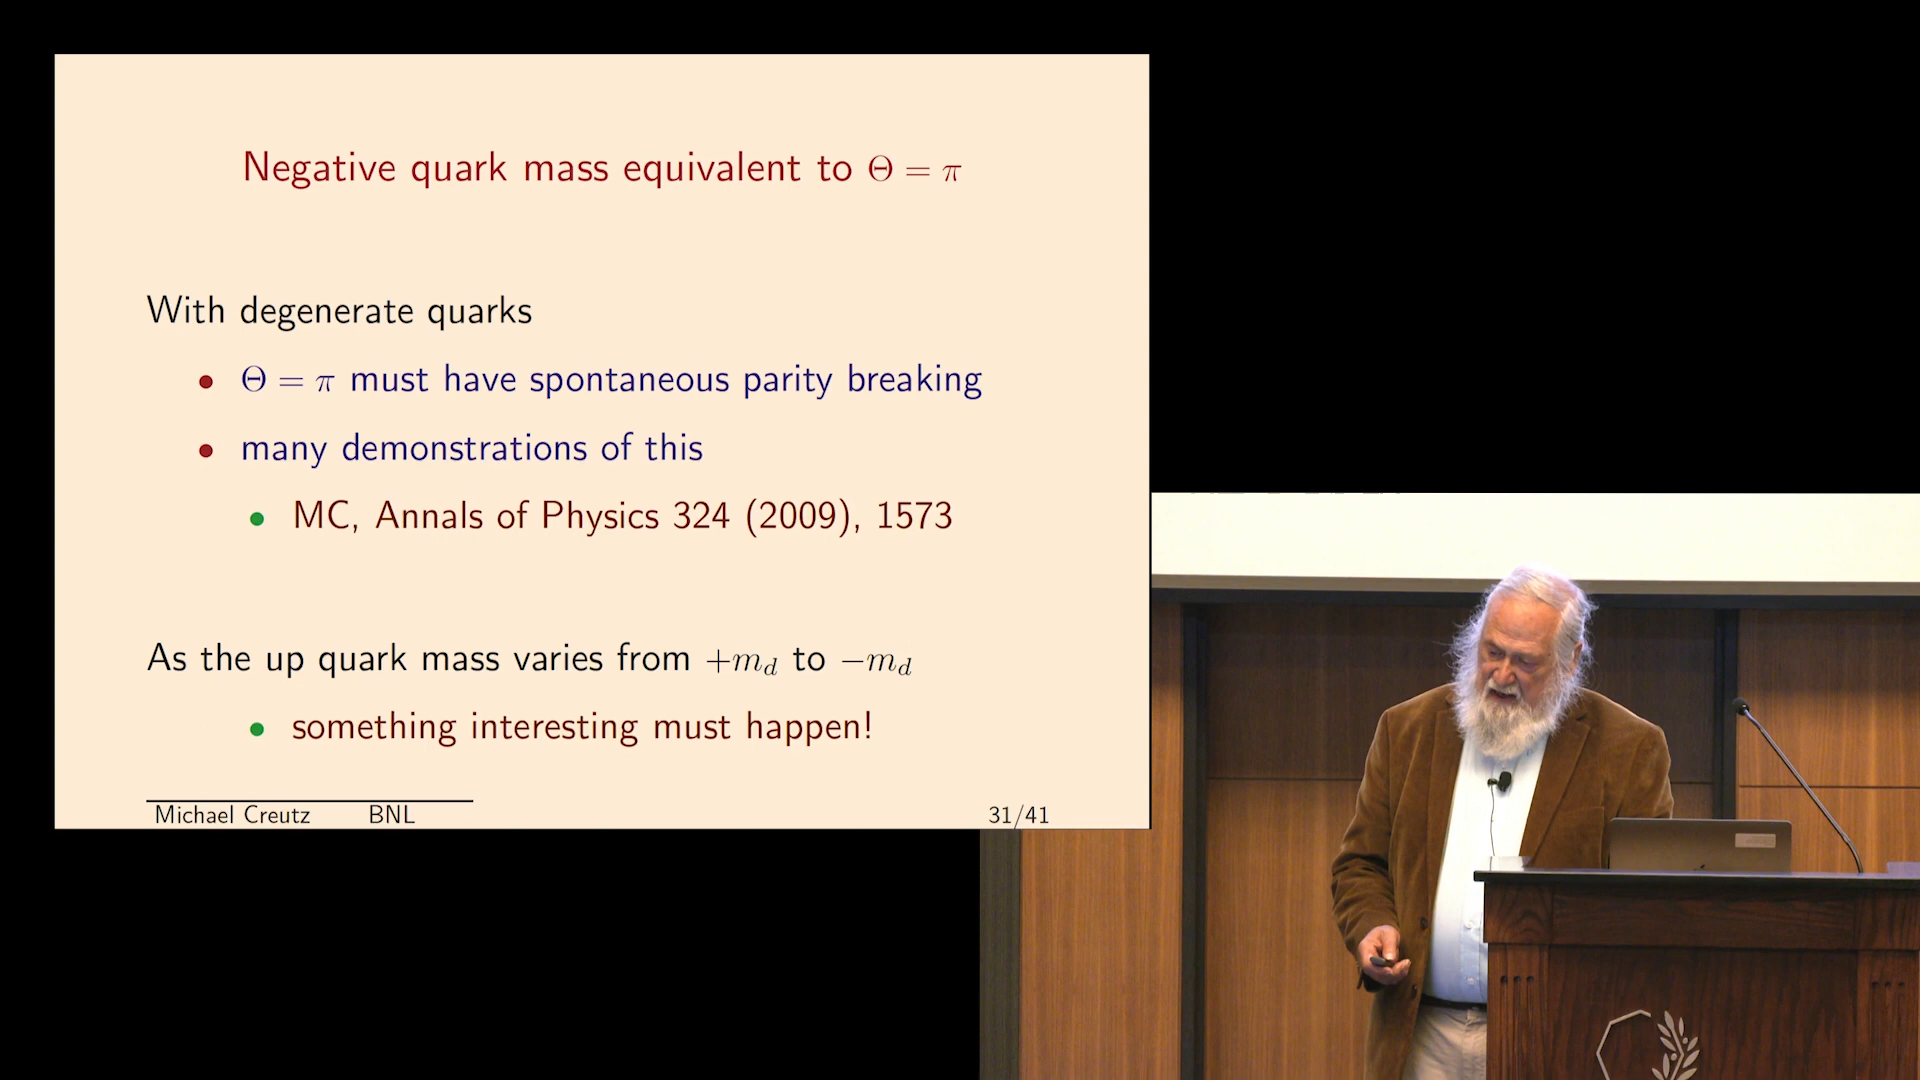 Negative quark mass equivalent to Θ = π
With degenerate quarks
• Θ = π must have spontaneous parity breaking
• many demonstrations of this
• MC, Annals of Physics 324 (2009), 1573
As the up quark mass varies from +m_d to −m_d
• something interesting must happen!
Michael Creutz BNL 31/41